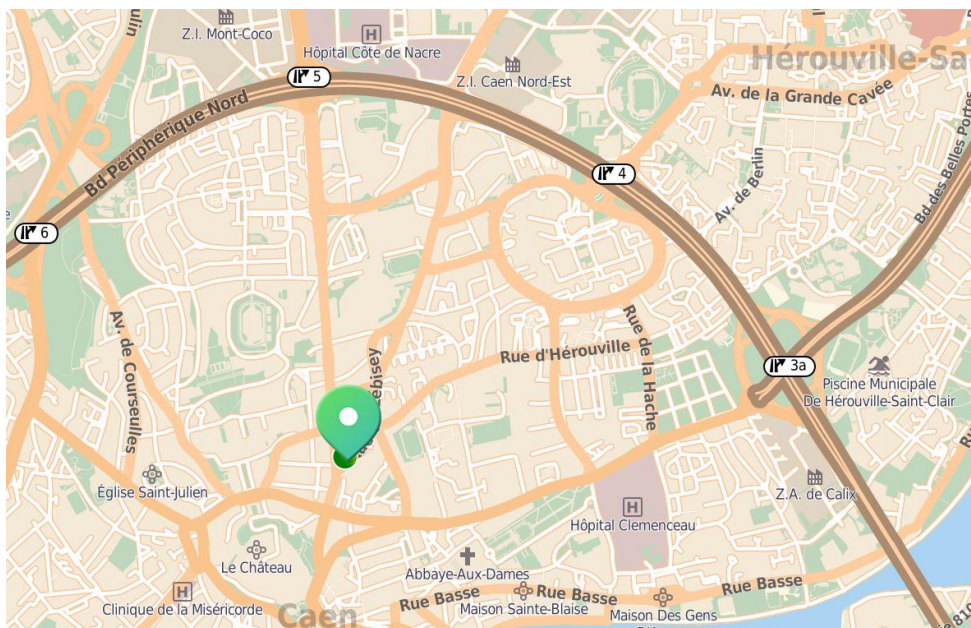 Z.I. Mont-Coco
Hôpital Côte de Nacre
Hérouville-Sa
5
Z.I. Caen Nord-Est
Av. de la Grande Cavée
Bd Périphérique Nord
4
Av. de Berlin
Bd des Belles Portes
6
Av. de Courseulles
Rue d'Hérouville
Rue de la Hache
3a
Piscine Municipale
De Hérouville-Saint-Clair
Église Saint-Julien
Z.A. de Calix
H
Hôpital Clemenceau
Le Château
Abbaye-Aux-Dames
Rue Basse
Rue Basse
Rue Basse
Clinique de la Miséricorde
Maison Sainte-Blaise
Maison Des Gens
Caen